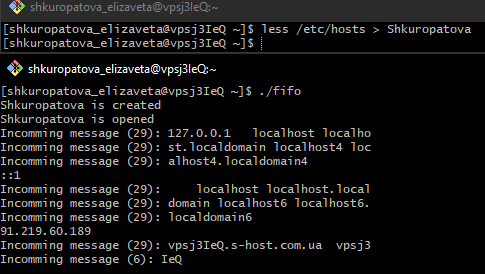 [shkuropatova_elizaveta@vpsj3IeQ ~]$ less /etc/hosts > Shkuropatova
[shkuropatova_elizaveta@vpsj3IeQ ~]$
shkuropatova_elizaveta@vpsj3IeQ:~
[shkuropatova_elizaveta@vpsj3IeQ ~]$ ./fifo
Shkuropatova is created
Shkuropatova is opened
Incomming message (29): 127.0.0.1   localhost localho
Incomming message (29): st.localdomain localhost4 loc
Incomming message (29): alhost4.localdomain4
::1
Incomming message (29):     localhost localhost.local
Incomming message (29): domain localhost6 localhost6.
Incomming message (29): localdomain6
91.219.60.189
Incomming message (29): vpsj3IeQ.s-host.com.ua  vpsj3
Incomming message (6): IeQ